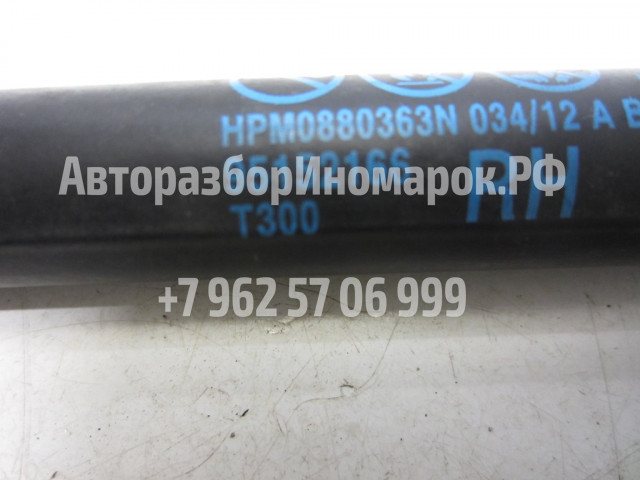 HPM0880363N 034/12 A
АвторазборИномарок.РФ
RH
T300
+7 962 57 06 999